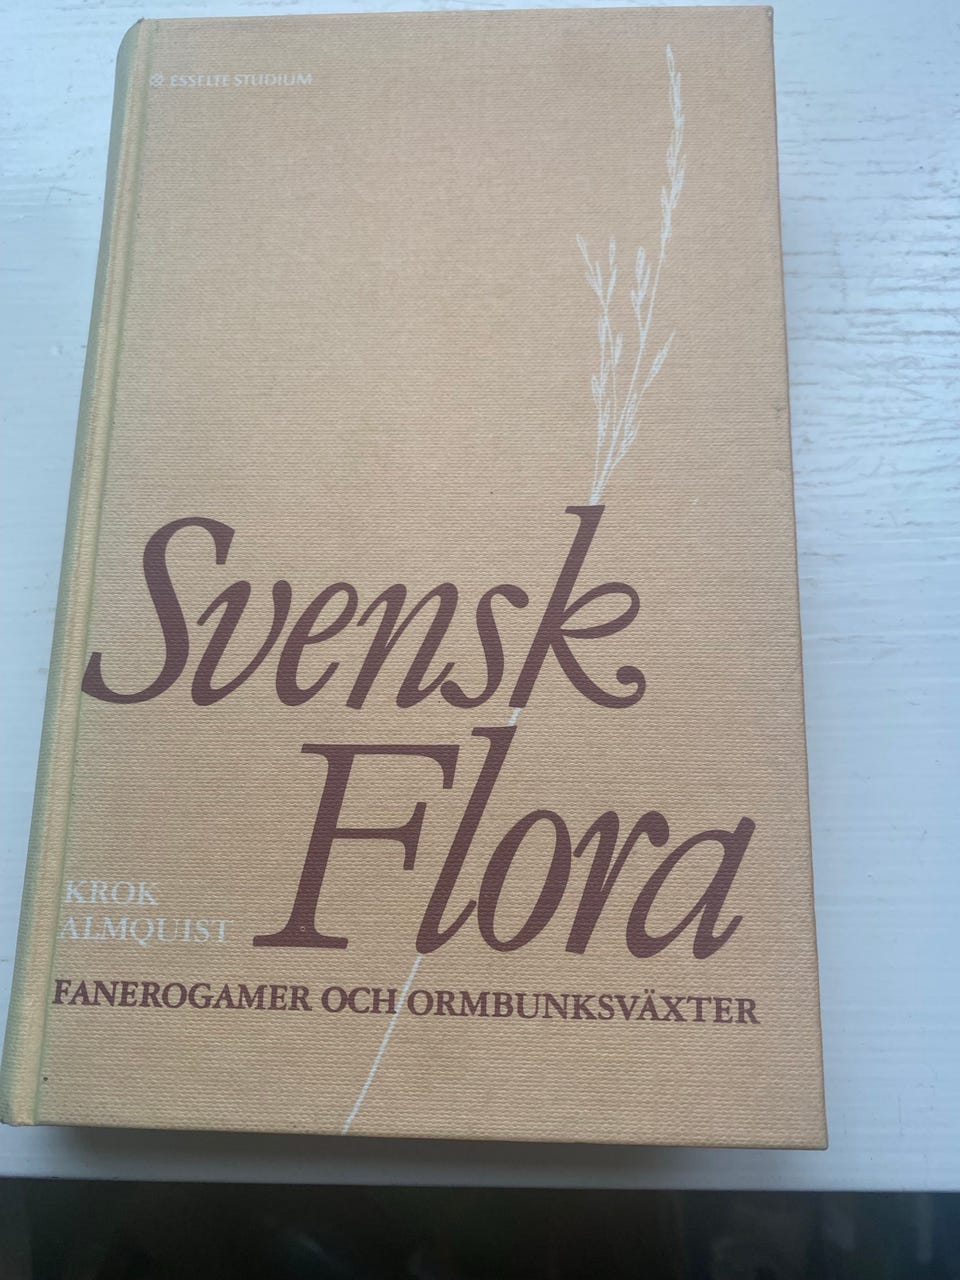 ESSELTE STUDIUM
Svensk
Flora
KROK
ALMQUIST
FANEROGAMER OCH ORMBUNKSVÄXTER